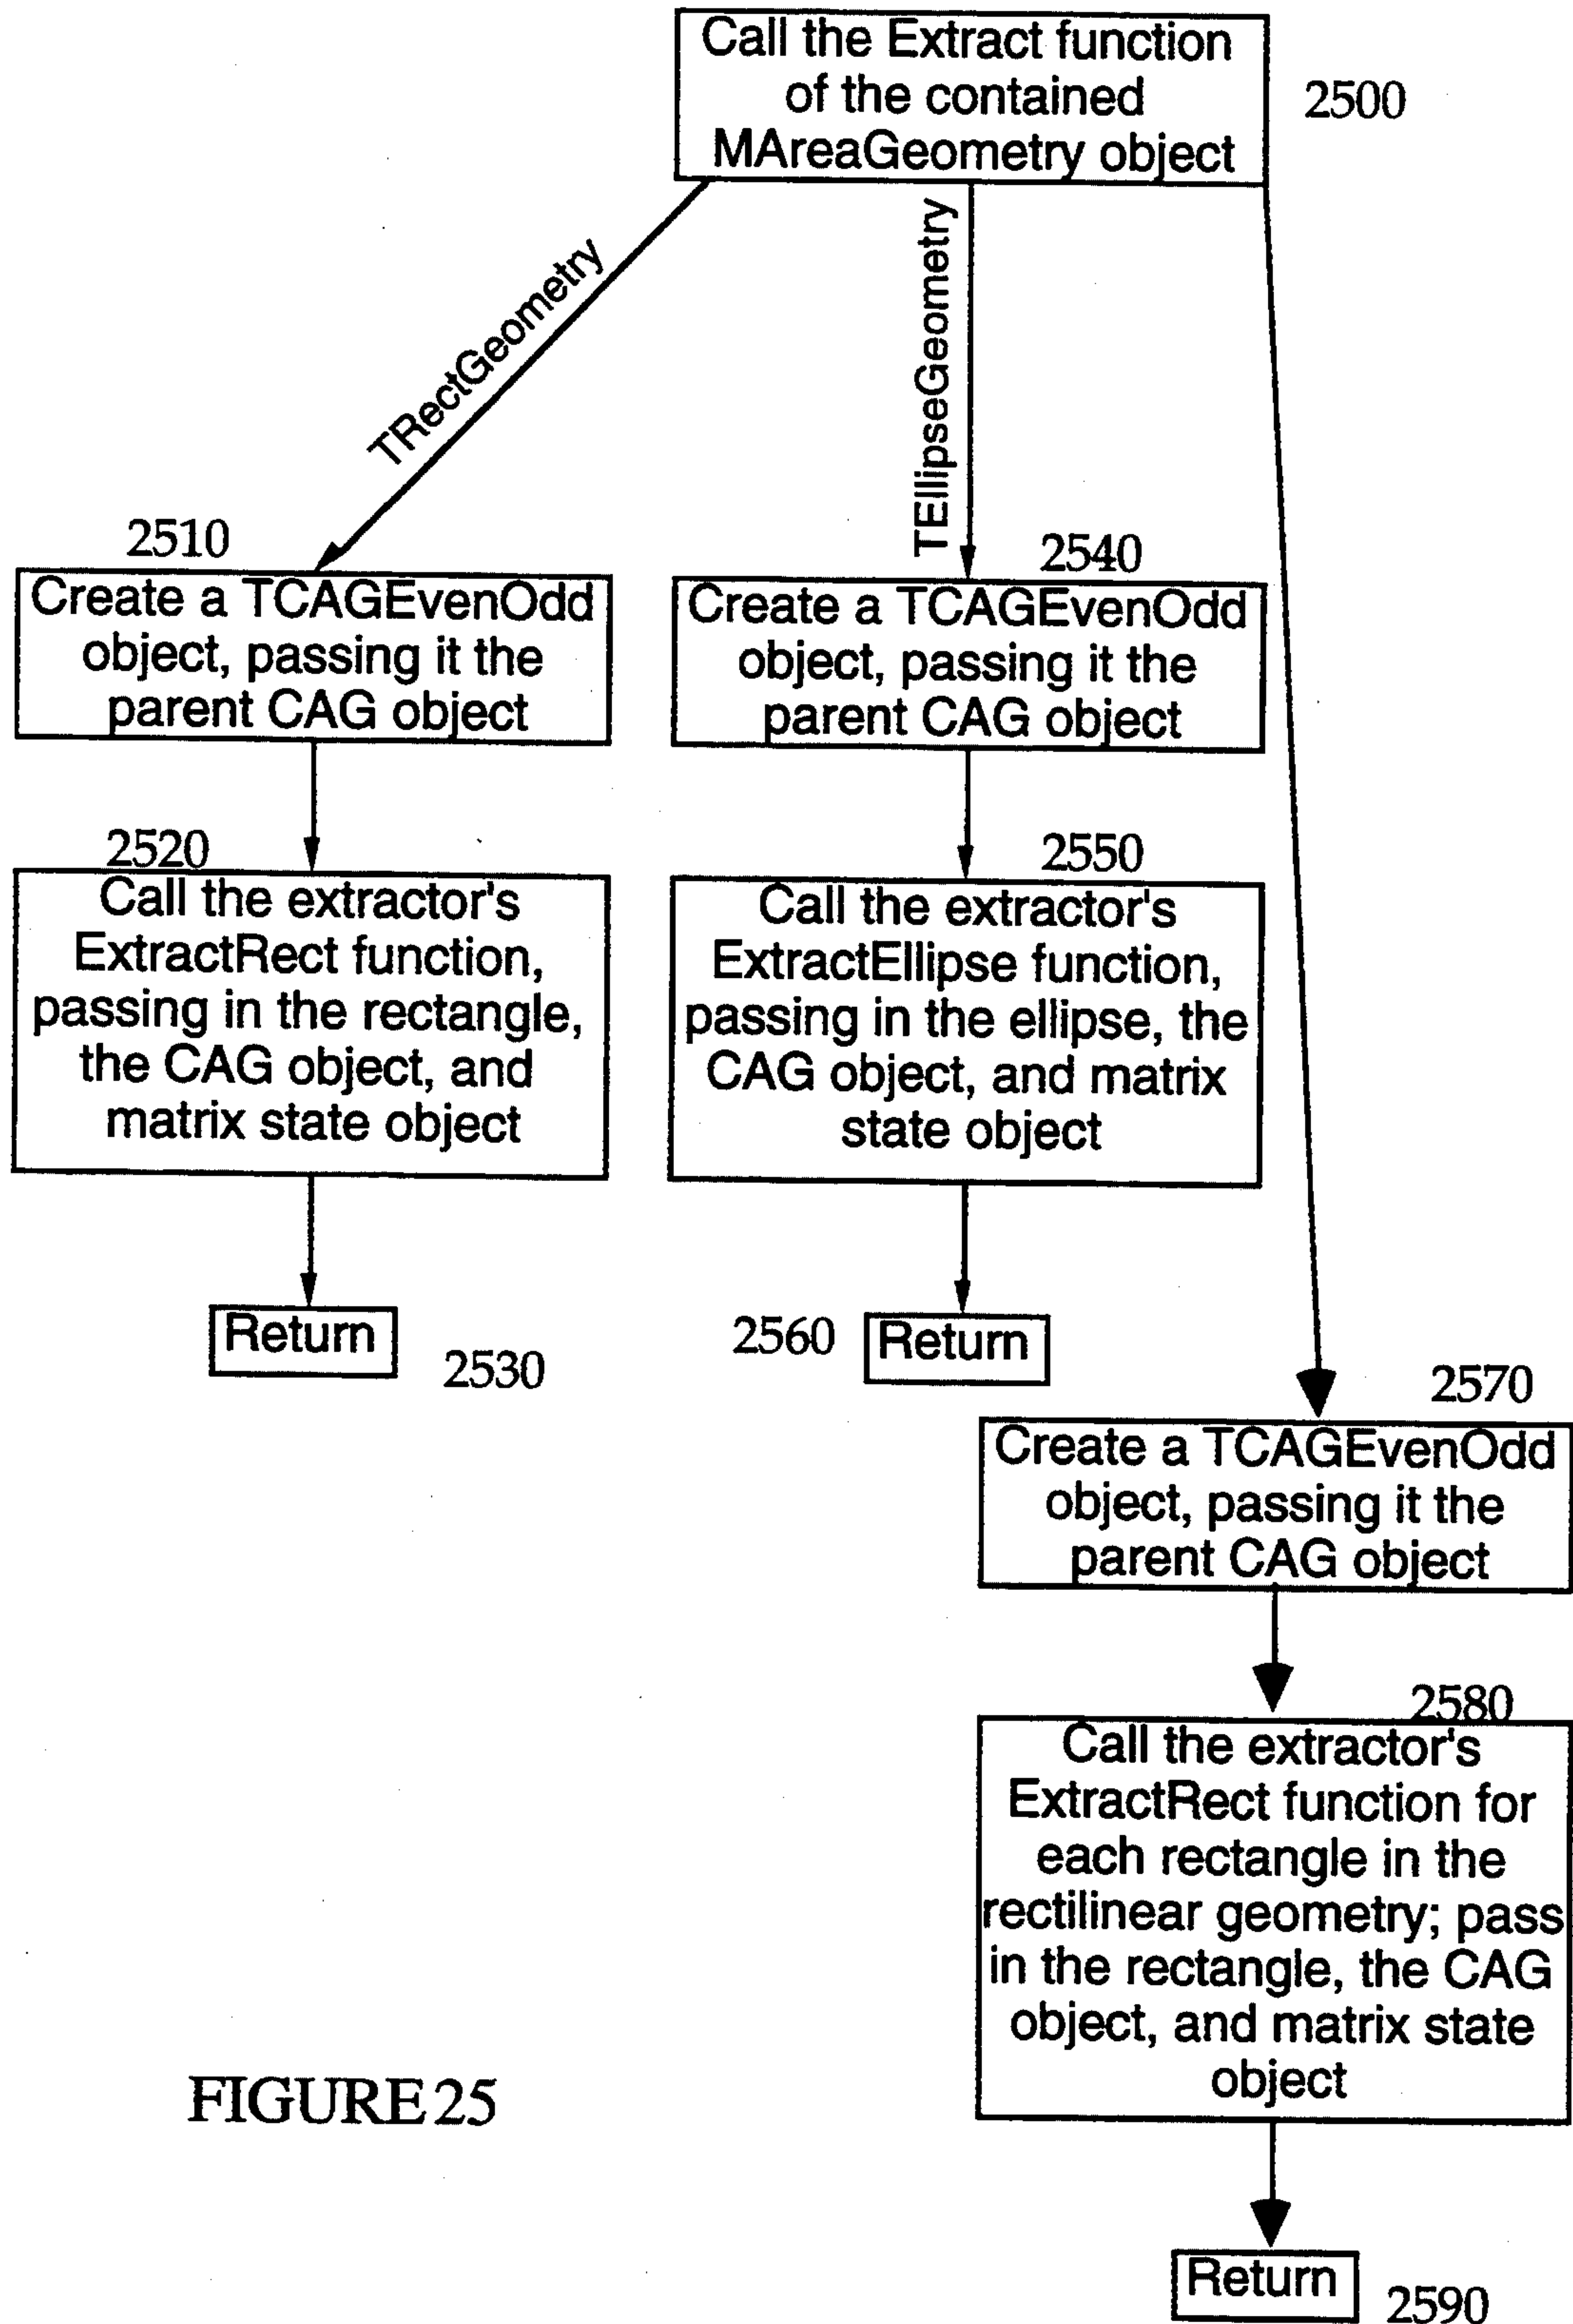 Call the Extract function
of the contained
MAreaGeometry object
2500
TRectGeometry
TEllipseGeometry
2510
Create a TCAGEvenOdd
object, passing it the
parent CAG object
2540
Create a TCAGEvenOdd
object, passing it the
parent CAG object
2520
Call the extractor's
ExtractRect function,
passing in the rectangle,
the CAG object, and
matrix state object
2550
Call the extractor's
ExtractEllipse function,
passing in the ellipse, the
CAG object, and matrix
state object
Return
2530
2560
Return
2570
Create a TCAGEvenOdd
object, passing it the
parent CAG object
2580
Call the extractor's
ExtractRect function for
each rectangle in the
rectilinear geometry; pass
in the rectangle, the CAG
object, and matrix state
object
FIGURE 25
Return
2590